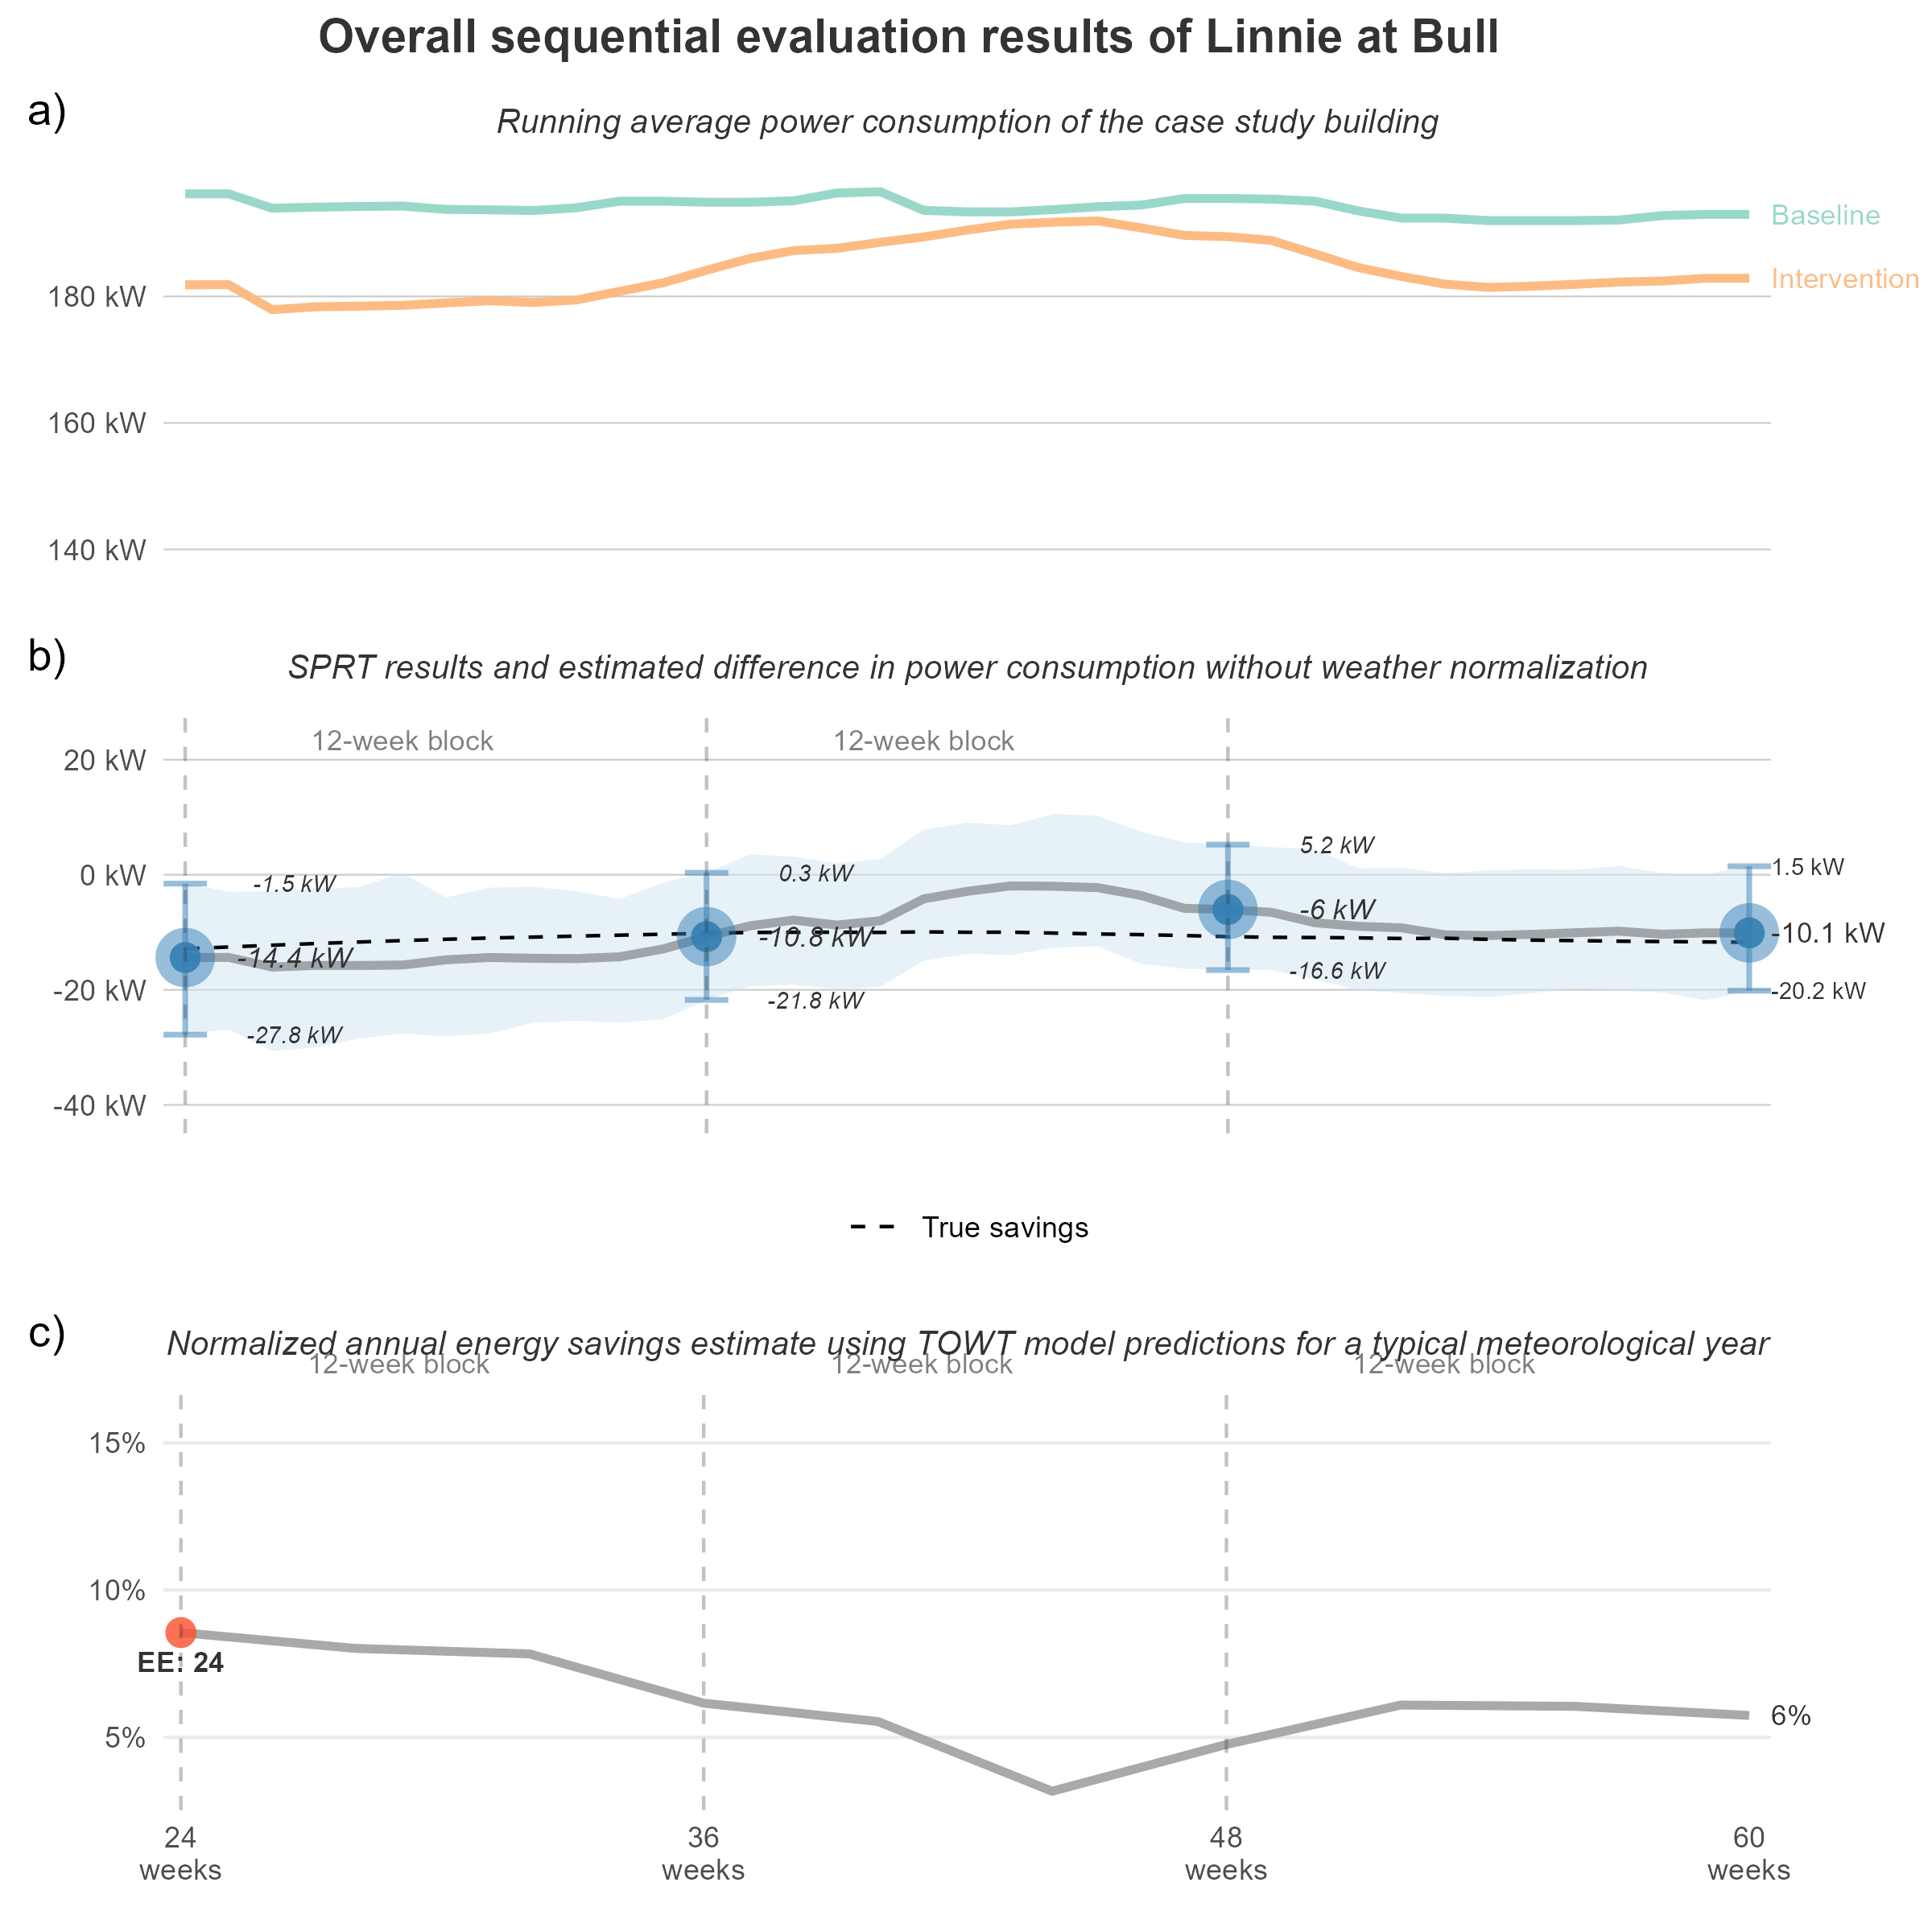 Overall sequential evaluation results of Linnie at Bull
a)
Running average power consumption of the case study building
Baseline
Intervention
180 kW
160 kW
140 kW
b)
SPRT results and estimated difference in power consumption without weather normalization
12-week block
12-week block
20 kW
0 kW
-20 kW
-40 kW
-1.5 kW
-14.4 kW
-27.8 kW
0.3 kW
-10.8 kW
-21.8 kW
5.2 kW
-6 kW
-16.6 kW
1.5 kW
-10.1 kW
-20.2 kW
True savings
c)
Normalized annual energy savings estimate using TOWT model predictions for a typical meteorological year
12-week block
12-week block
12-week block
15%
10%
5%
EE: 24
6%
24
weeks
36
weeks
48
weeks
60
weeks